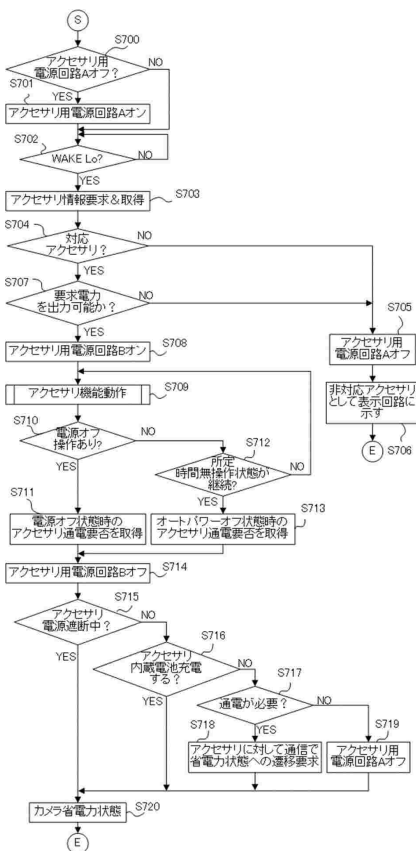 S
S700
アクセサリ用
電源回路Aオフ?
NO
S701
YES
アクセサリ用電源回路Aオン
S702
WAKE Lo?
NO
YES
アクセサリ情報要求&取得
S703
S704
対応
アクセサリ?
NO
YES
S707
要求電力
を出力可能か?
NO
YES
S705
アクセサリ用
電源回路Aオフ
アクセサリ用電源回路Bオン
S708
アクセサリ機能動作
S709
非対応アクセサリ
として表示回路に
示す
S706
E
S710
電源オフ
操作あり?
NO
YES
S712
所定
時間無操作状態が
継続?
NO
YES
S711
電源オフ状態時の
アクセサリ通電要否を取得
S713
オートパワーオフ状態時の
アクセサリ通電要否を取得
アクセサリ用電源回路Bオフ
S714
S715
アクセサリ
電源遮断中?
NO
YES
S716
アクセサリ
内蔵電池充電
する?
NO
YES
S717
通電が必要?
NO
YES
S718
アクセサリに対して通信で
省電力状態への遷移要求
S719
アクセサリ用
電源回路Aオフ
カメラ省電力状態
S720
E